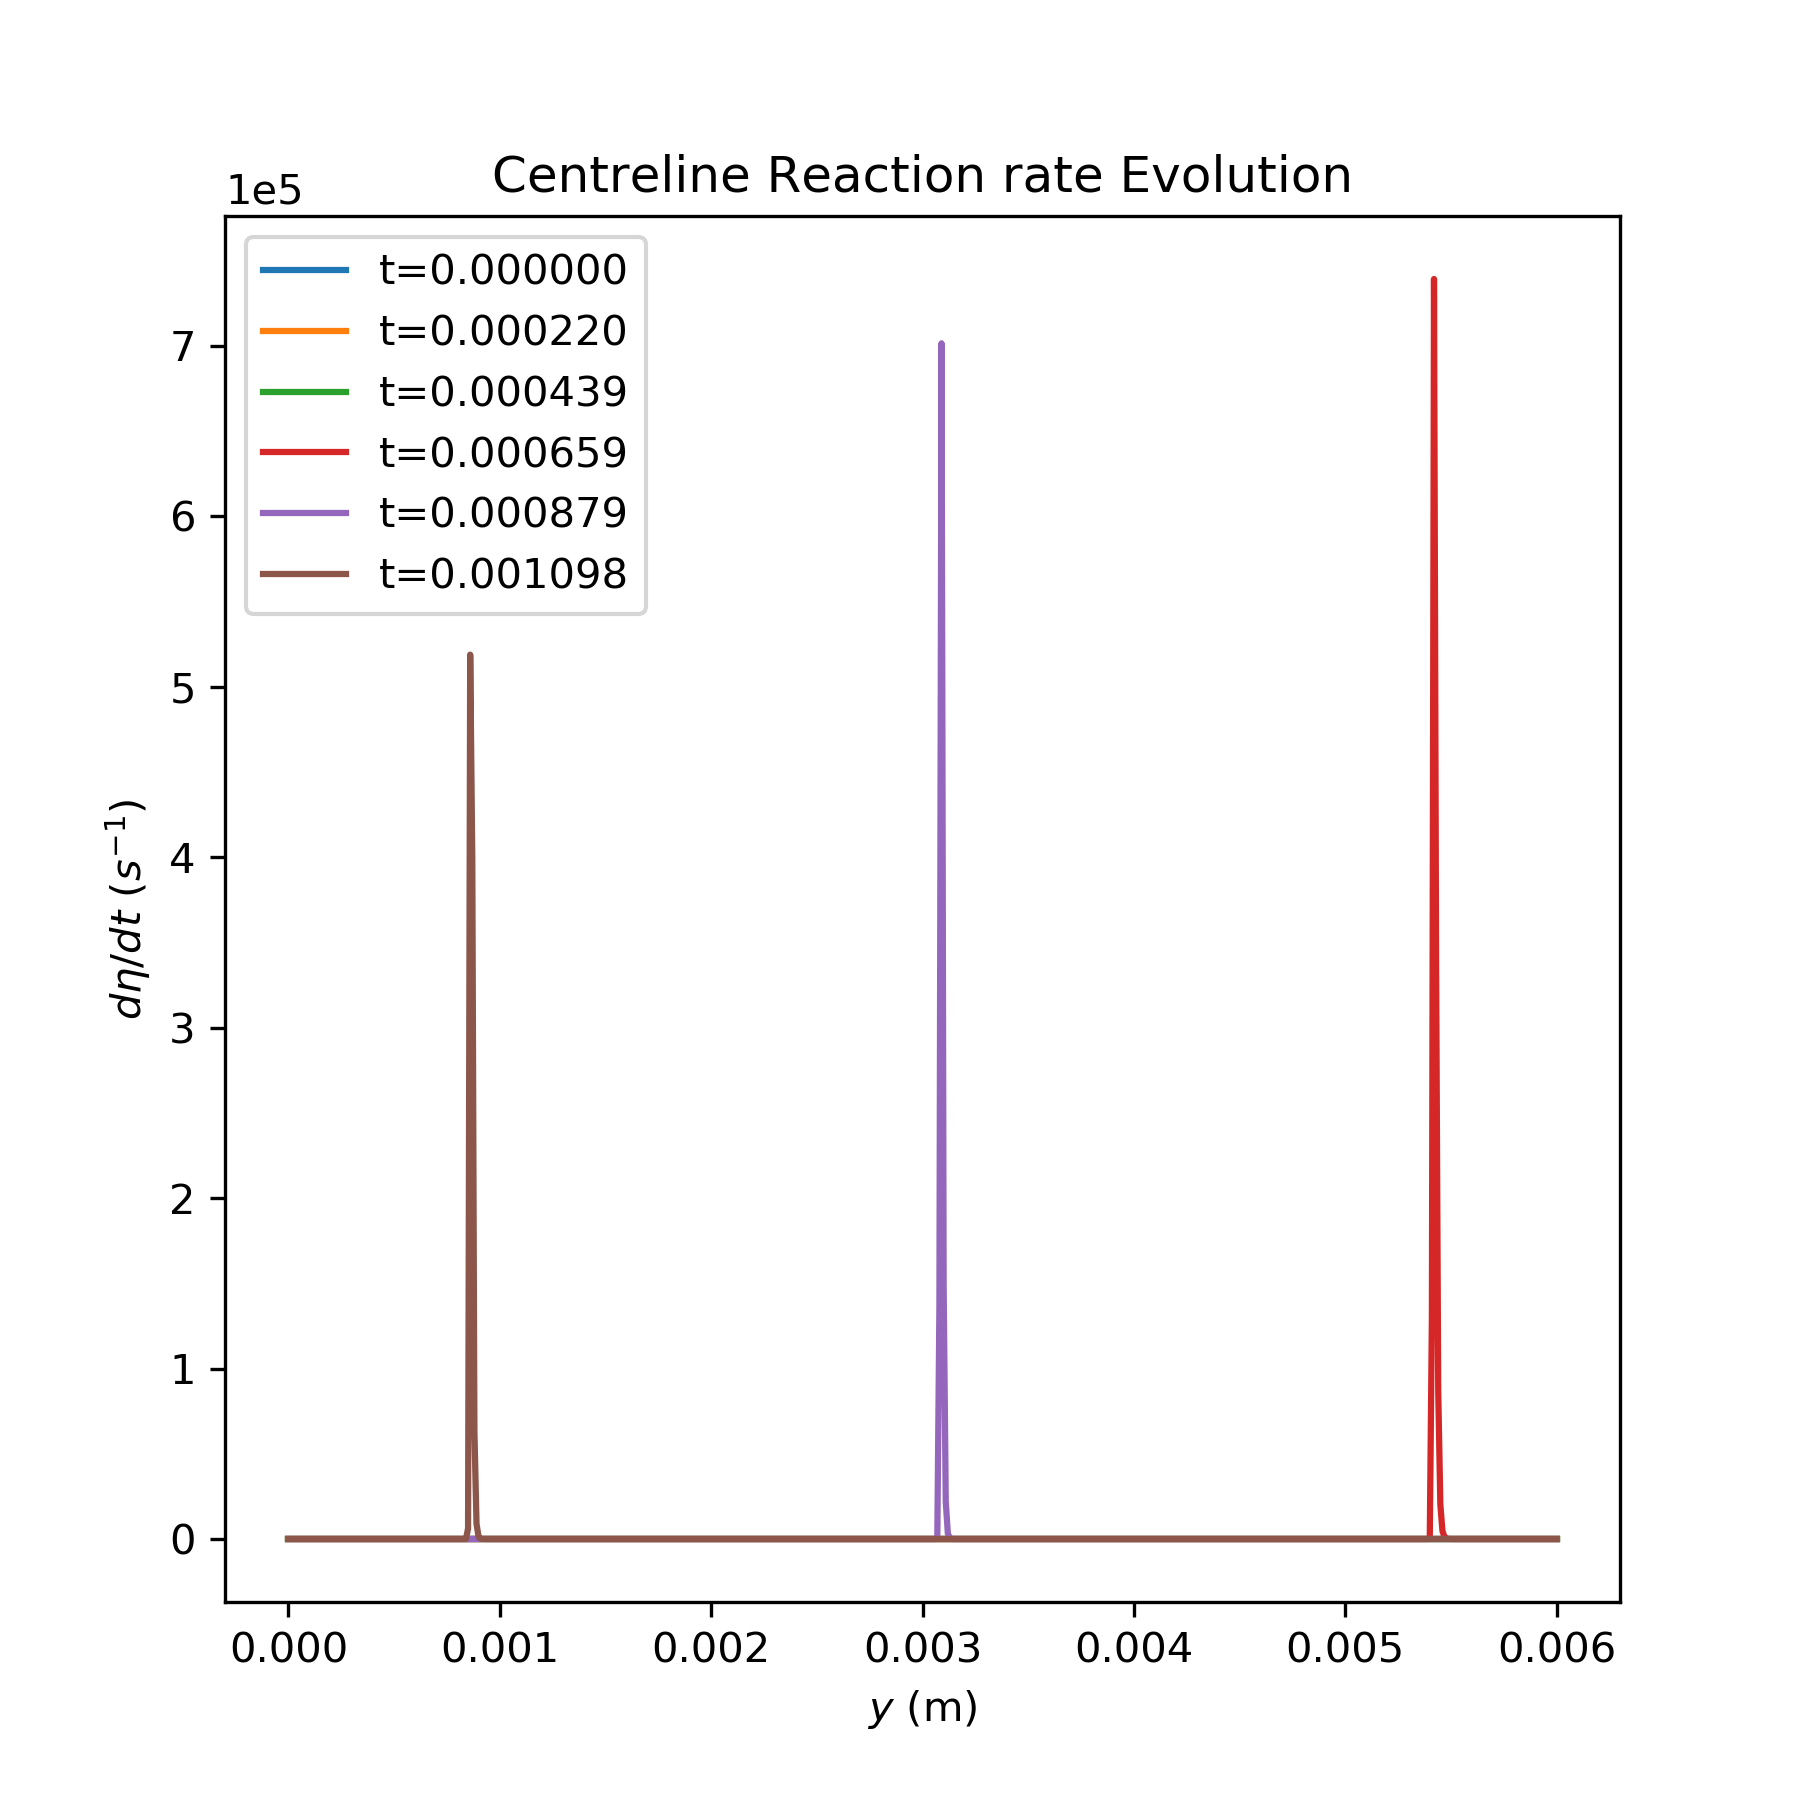 Centreline Reaction rate Evolution
1e5
t=0.000000
t=0.000220
t=0.000439
t=0.000659
t=0.000879
t=0.001098
7
6
5
4
3
2
1
0
dη/dt (s⁻¹)
0.000 0.001 0.002 0.003 0.004 0.005 0.006
y (m)